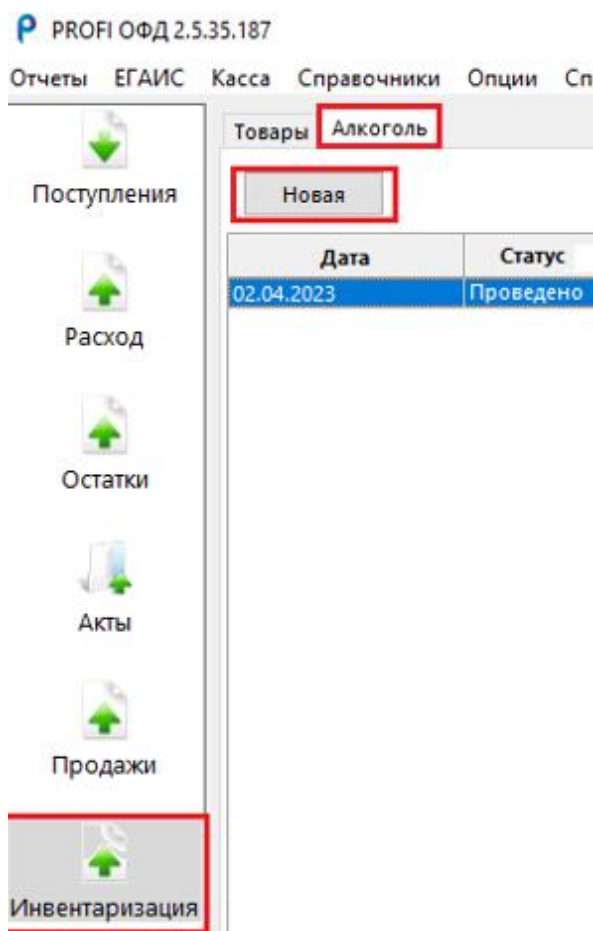 PROFI ОФД 2.5.35.187
Отчеты ЕГАИС Касса Справочники Опции Сп
Товары Алкоголь
Новая
Дата Статус
02.04.2023 Проведено
Поступления
Расход
Остатки
Акты
Продажи
Инвентаризация